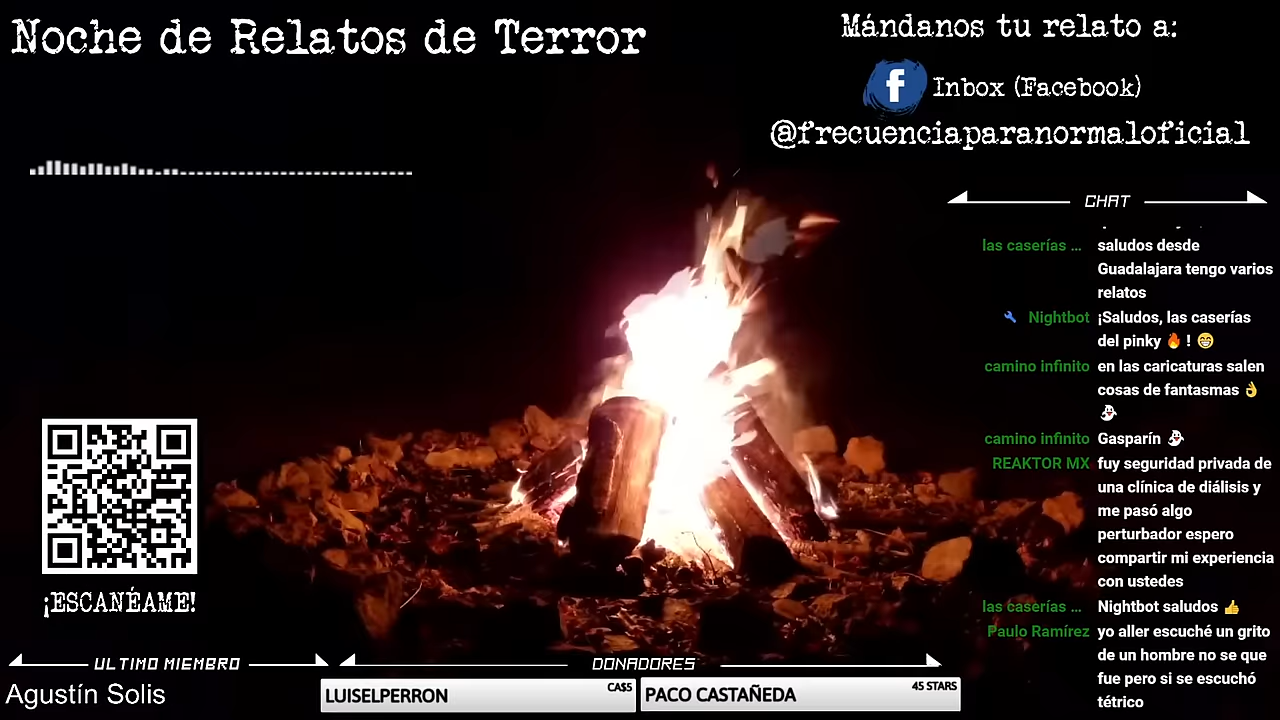 Noche de Relatos de Terror
Mándanos tu relato a:
f Inbox (Facebook)
@frecuenciaparanormaloficial
CHAT
las caserías ... saludos desde
Guadalajara tengo varios
relatos
Nightbot ¡Saludos, las caserías
del pinky 🔥 ! 😁
camino infinito en las caricaturas salen
cosas de fantasmas 👌
👻
camino infinito Gasparín 👻
REAKTOR MX fuy seguridad privada de
una clínica de diálisis y
me pasó algo
perturbador espero
compartir mi experiencia
con ustedes
las caserías ... Nightbot saludos 👍
Paulo Ramírez yo aller escuché un grito
de un hombre no se que
fue pero si se escuchó
tétrico
¡ESCANÉAME!
ULTIMO MIEMBRO
Agustín Solis
DONADORES
LUISELPERRON CA$5
PACO CASTAÑEDA 45 STARS